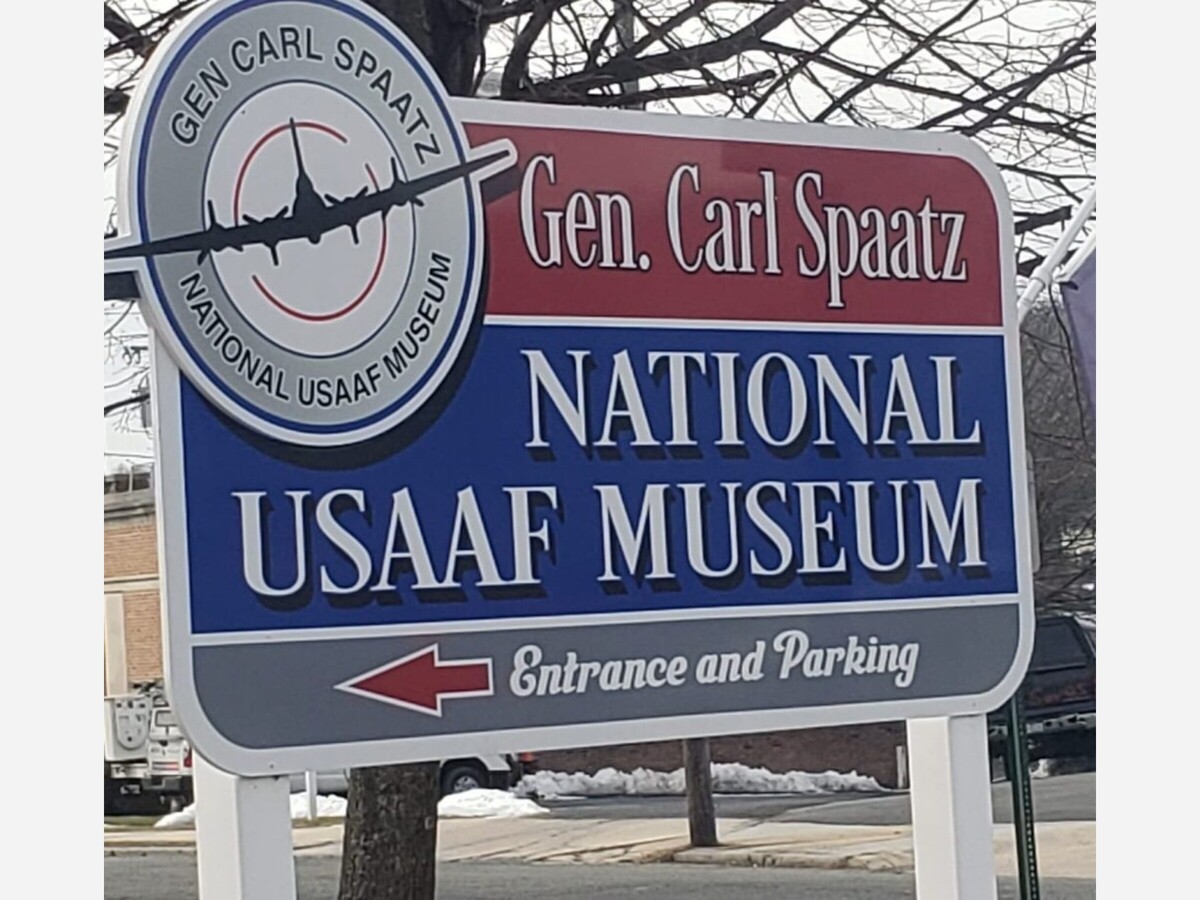 GEN CARL SPAATZ
NATIONAL USAAF MUSEUM
Gen. Carl Spaatz
NATIONAL
USAAF MUSEUM
Entrance and Parking